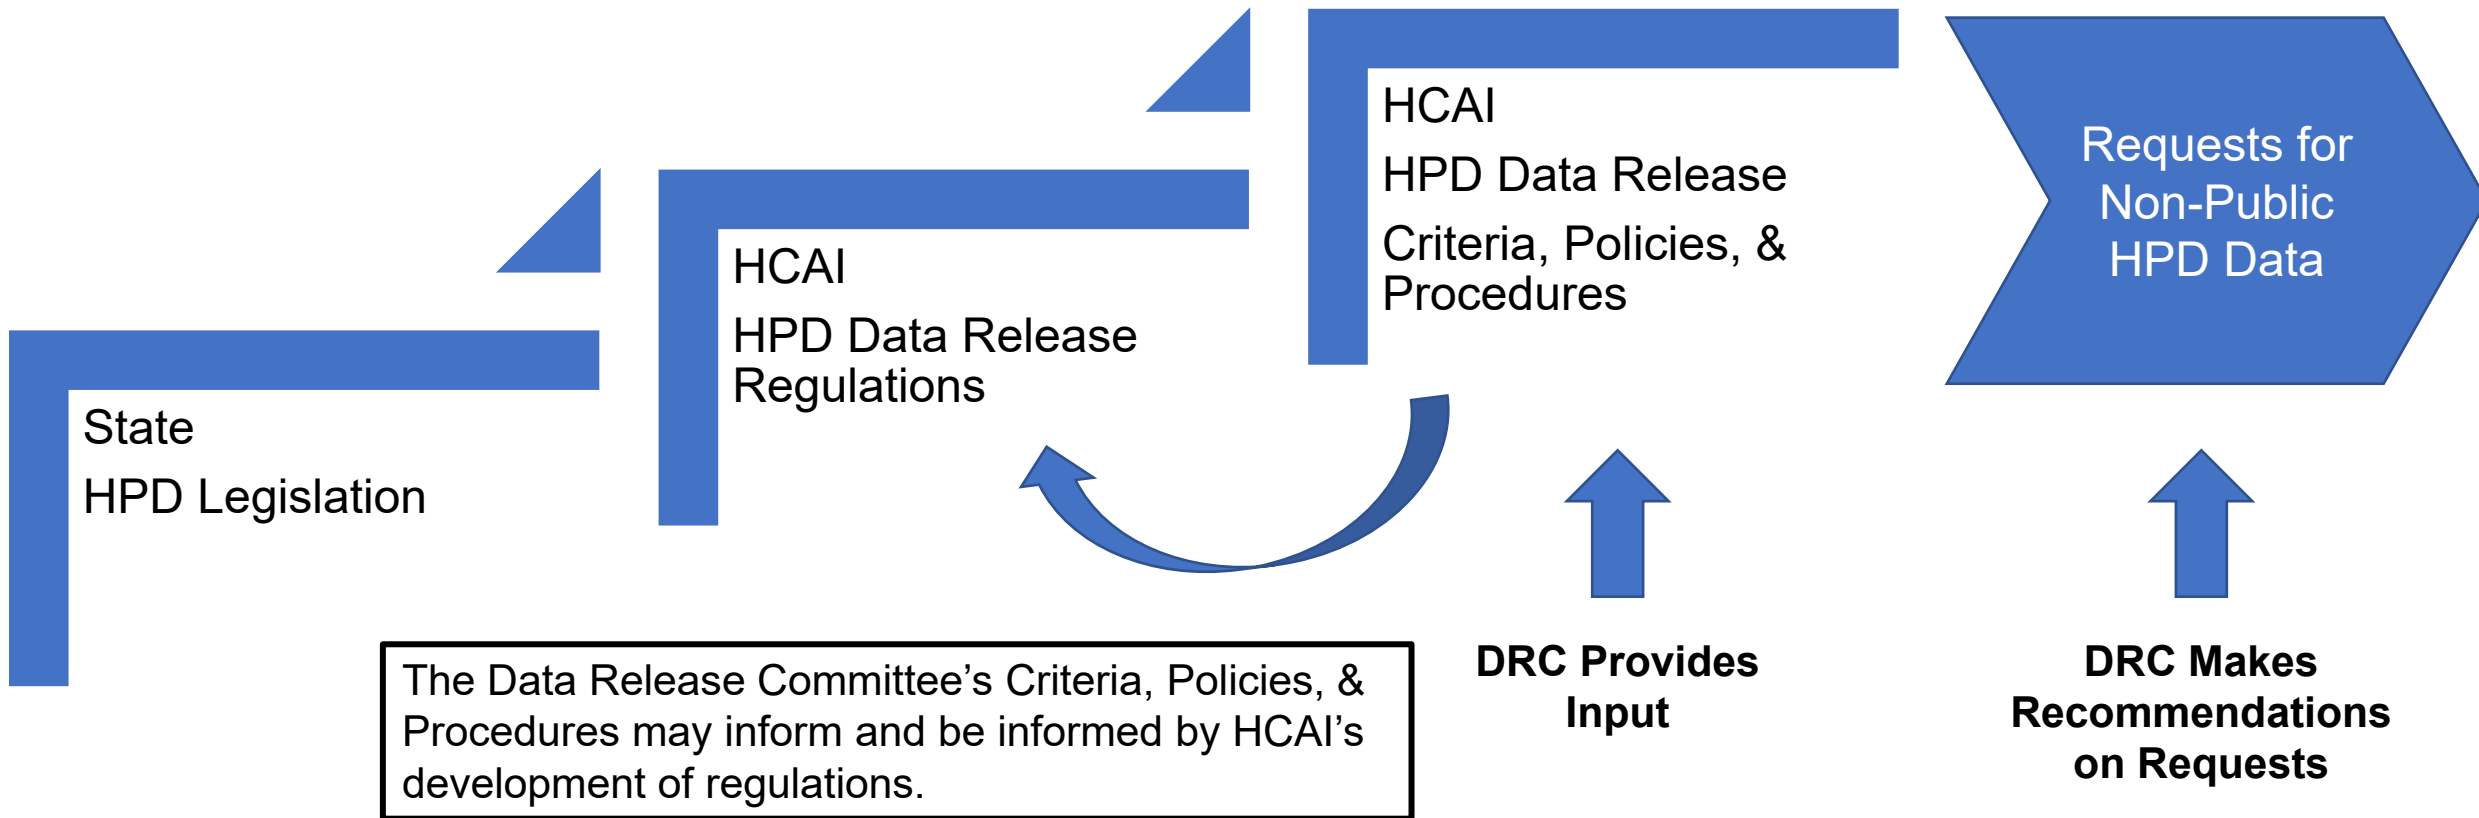 State
HPD Legislation
HCAI
HPD Data Release
Regulations
HCAI
HPD Data Release
Criteria, Policies, &
Procedures
Requests for
Non-Public
HPD Data
The Data Release Committee’s Criteria, Policies, &
Procedures may inform and be informed by HCAI’s
development of regulations.
DRC Provides
Input
DRC Makes
Recommendations
on Requests